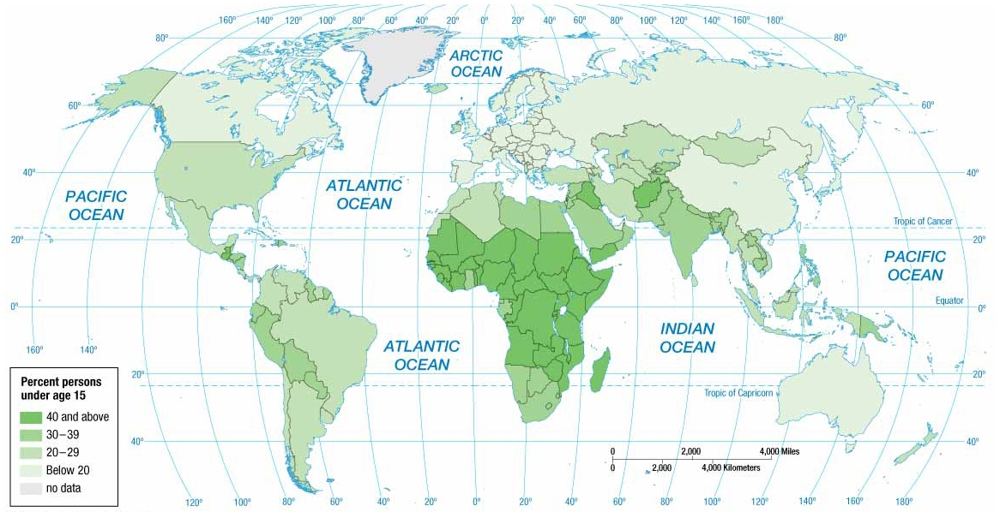 160° 140° 120° 100° 80° 60° 40° 20° 0° 20° 40° 60° 80° 100° 120° 140° 160° 180°
80° 80°
ARCTIC
OCEAN
60° 60°
40° 40°
PACIFIC
OCEAN
ATLANTIC
OCEAN
Tropic of Cancer
20° 20°
PACIFIC
OCEAN
Equator
0° 0°
160° 140°
INDIAN
OCEAN
ATLANTIC
OCEAN
20° 20°
Tropic of Capricorn
40° 40°
Percent persons
under age 15
40 and above
30–39
20–29
Below 20
no data
0 2,000 4,000 Miles
0 2,000 4,000 Kilometers
120° 100° 80° 60° 40° 20° 0° 20° 40° 60° 80° 100° 120° 140° 160° 180°